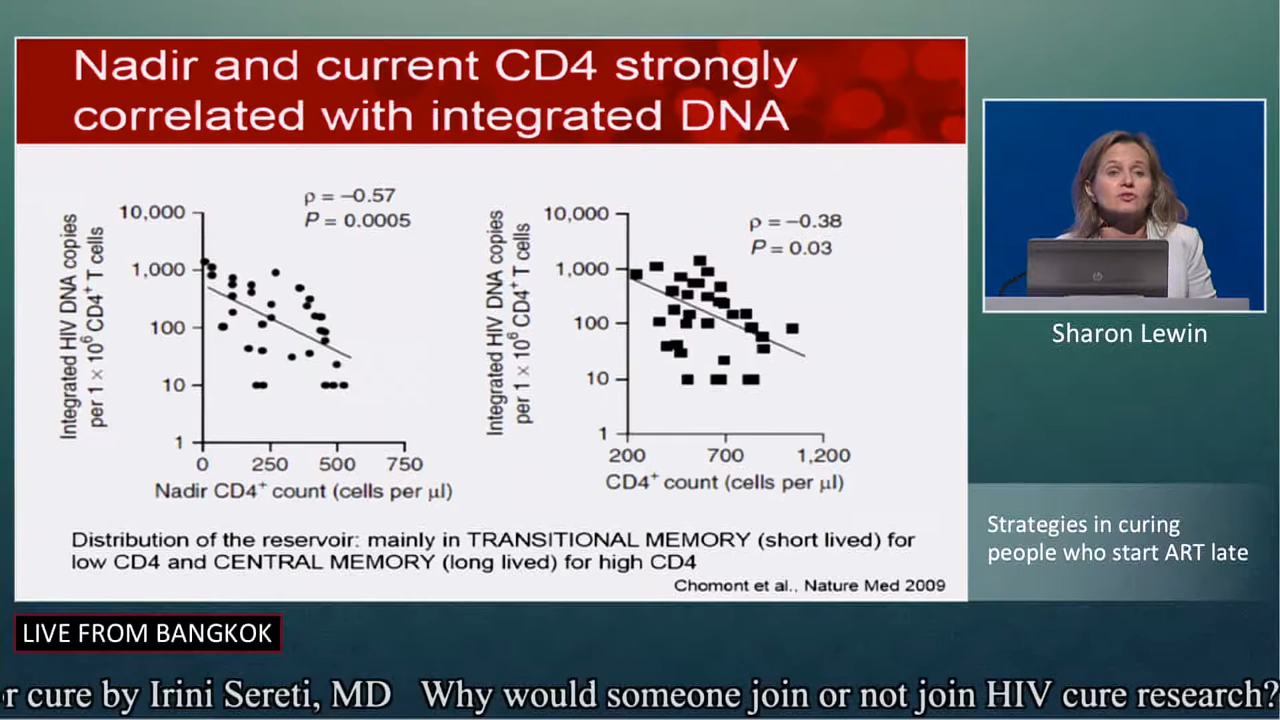 Nadir and current CD4 strongly
correlated with integrated DNA
ρ = –0.57
P = 0.0005
Integrated HIV DNA copies
per 1 × 10⁶ CD4⁺ T cells
10,000
1,000
100
10
1
0 250 500 750
Nadir CD4⁺ count (cells per µl)
ρ = –0.38
P = 0.03
Integrated HIV DNA copies
per 1 × 10⁶ CD4⁺ T cells
10,000
1,000
100
10
1
200 700 1,200
CD4⁺ count (cells per µl)
Distribution of the reservoir: mainly in TRANSITIONAL MEMORY (short lived) for
low CD4 and CENTRAL MEMORY (long lived) for high CD4
Chomont et al., Nature Med 2009
hp
Sharon Lewin
Strategies in curing
people who start ART late
LIVE FROM BANGKOK
r cure by Irini Sereti, MD Why would someone join or not join HIV cure research?